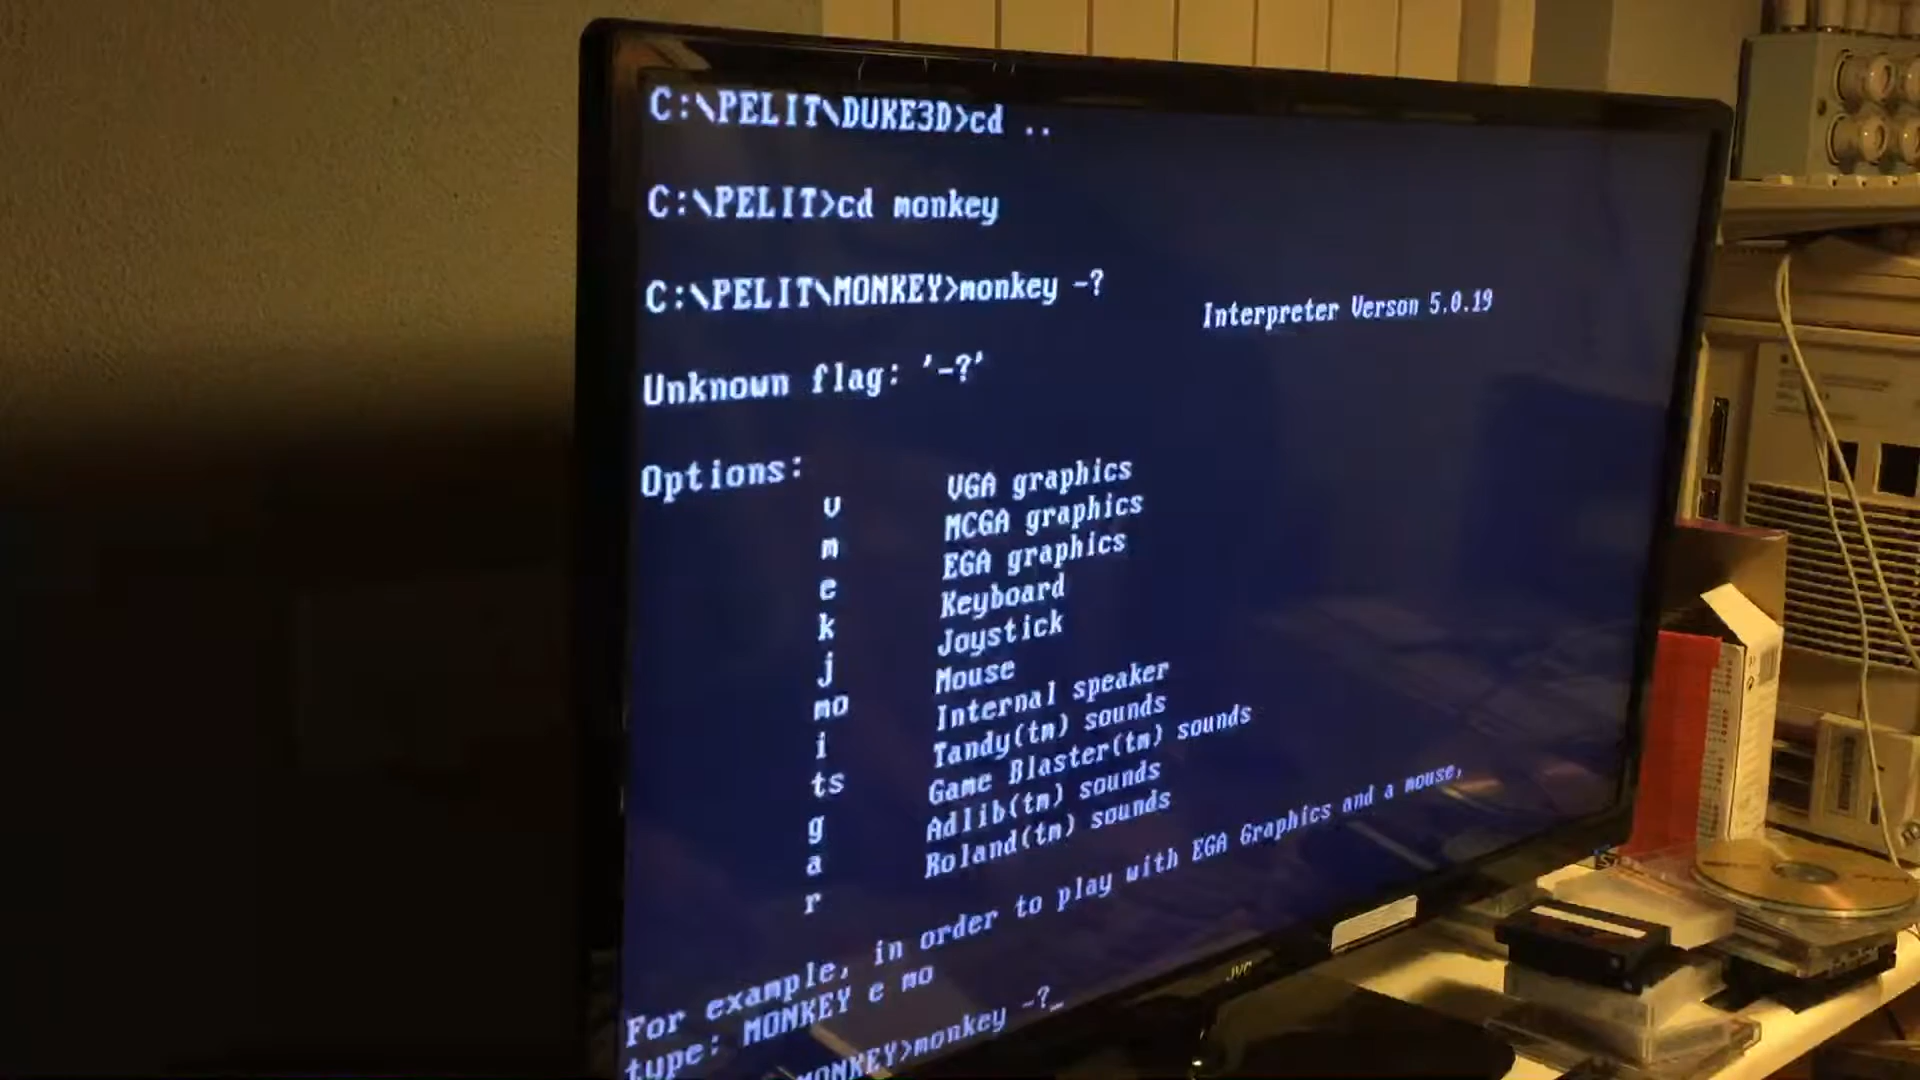 C:\PELIT\DUKE3D>cd ..
C:\PELIT>cd monkey
C:\PELIT\MONKEY>monkey -?
Interpreter Verson 5.0.19
Unknown flag: '-?'
Options:
v VGA graphics
m MCGA graphics
e EGA graphics
k Keyboard
j Joystick
mo Mouse
i Internal speaker
ts Tandy(tm) sounds
g Game Blaster(tm) sounds
a Adlib(tm) sounds
r Roland(tm) sounds
For example, in order to play with EGA Graphics and a mouse,
type: MONKEY e mo
MONKEY>monkey -?_
JVC